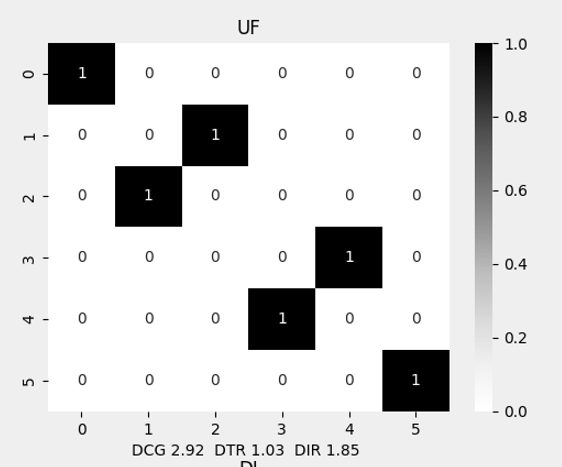 UF
1.0
0 1 0 0 0 0 0
0.8
1 0 0 1 0 0 0
2 0 1 0 0 0 0
0.6
3 0 0 0 0 1 0
0.4
4 0 0 0 1 0 0
0.2
5 0 0 0 0 0 1
0.0
0 1 2 3 4 5
DCG 2.92 DTR 1.03 DIR 1.85